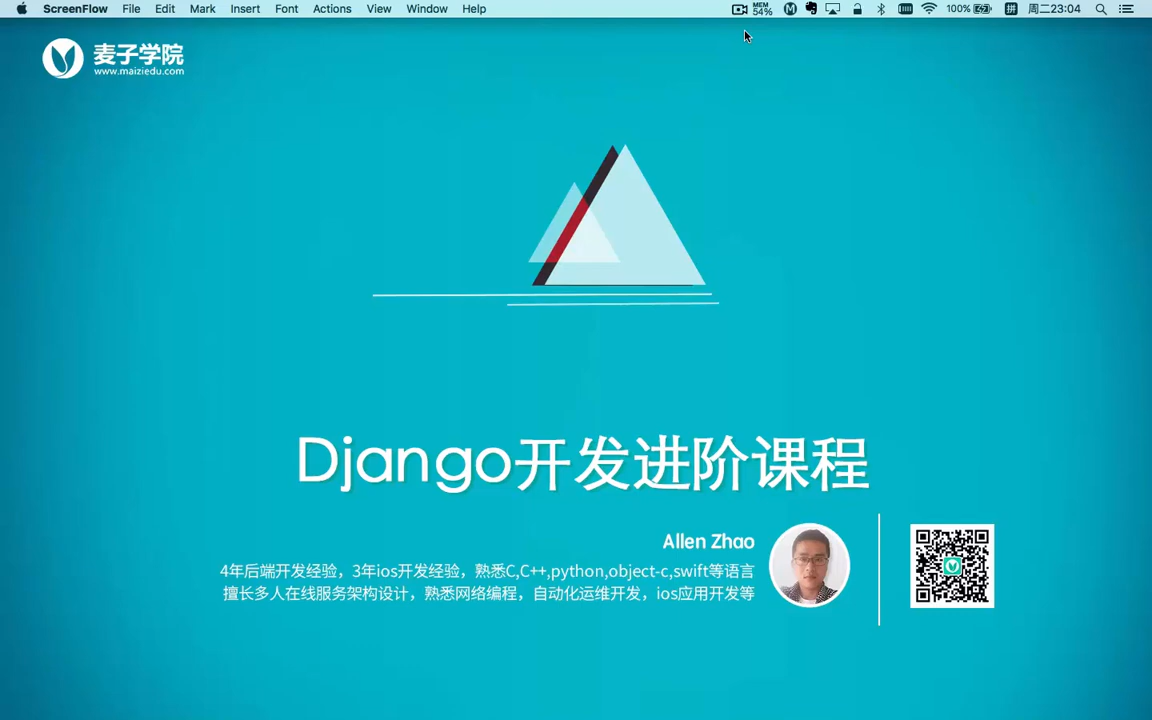 ScreenFlow File Edit Mark Insert Font Actions View Window Help MEM 54% 100% 拼 周二23:04
麦子学院
www.maiziedu.com
Django开发进阶课程
Allen Zhao
4年后端开发经验，3年ios开发经验，熟悉C,C++,python,object-c,swift等语言
擅长多人在线服务架构设计，熟悉网络编程，自动化运维开发，ios应用开发等